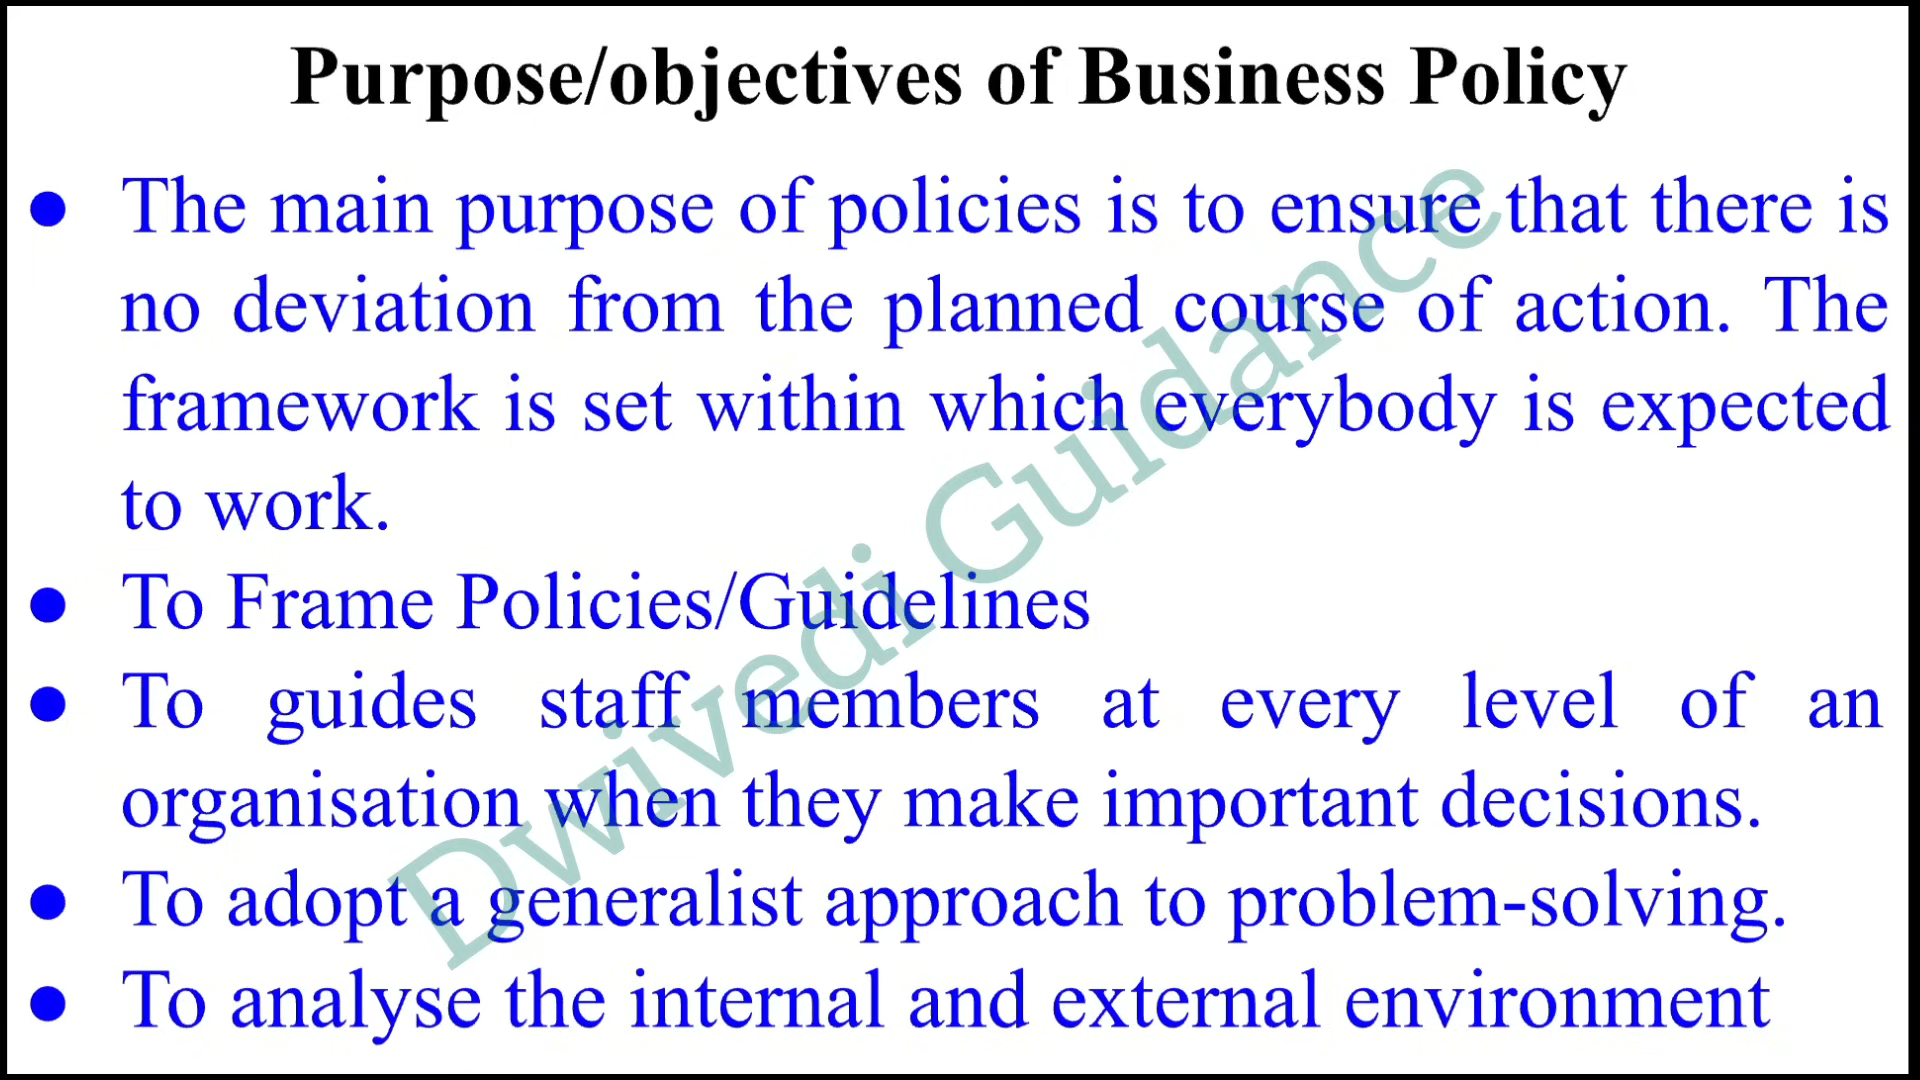 Purpose/objectives of Business Policy
● The main purpose of policies is to ensure that there is
no deviation from the planned course of action. The
framework is set within which everybody is expected
to work.
● To Frame Policies/Guidelines
● To guides staff members at every level of an
organisation when they make important decisions.
● To adopt a generalist approach to problem-solving.
● To analyse the internal and external environment
Dwivedi Guidance